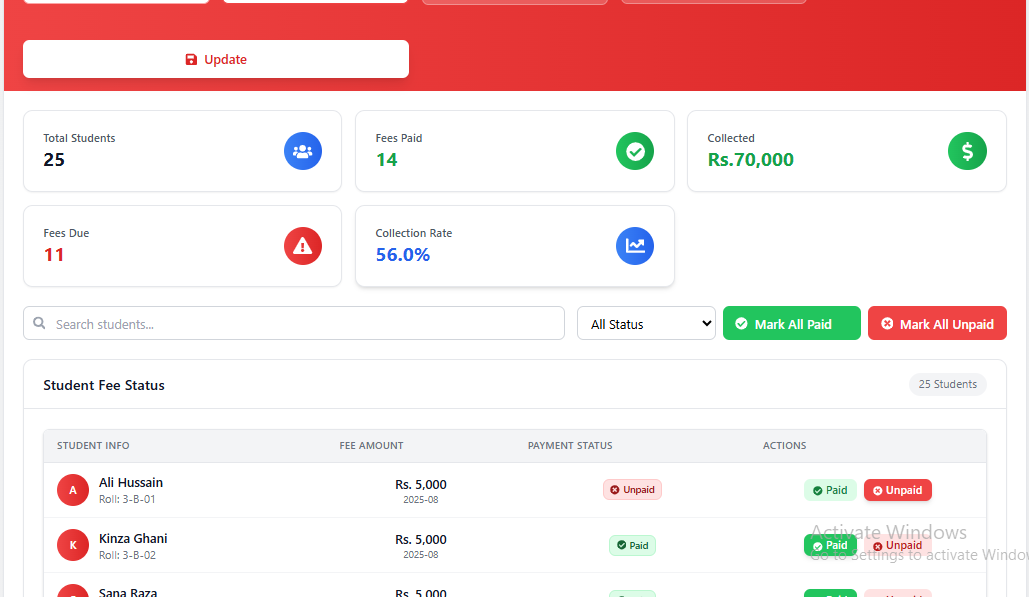 Update
Total Students
25
Fees Paid
14
Collected
Rs.70,000
Fees Due
11
Collection Rate
56.0%
Search students...
All Status
Mark All Paid
Mark All Unpaid
Student Fee Status
25 Students
STUDENT INFO FEE AMOUNT PAYMENT STATUS ACTIONS
A Ali Hussain Rs. 5,000 Unpaid Paid Unpaid
Roll: 3-B-01 2025-08
K Kinza Ghani Rs. 5,000 Paid Paid Unpaid
Roll: 3-B-02 2025-08
Activate Windows
Go to Settings to activate Windows
Sana Raza Rs. 5,000